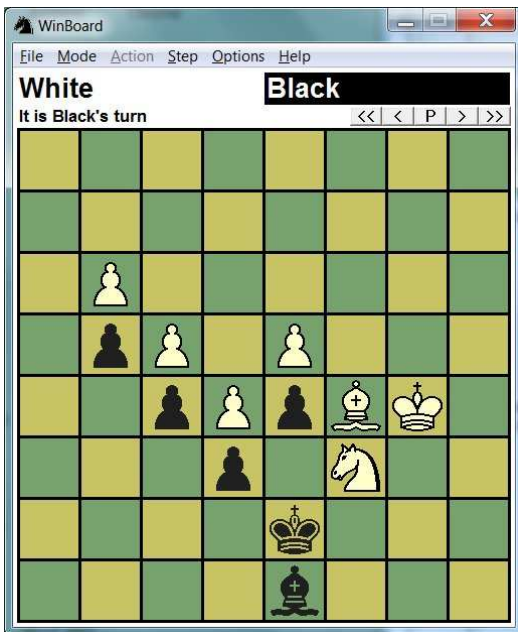 WinBoard
File Mode Action Step Options Help
White Black
It is Black's turn << < P > >>